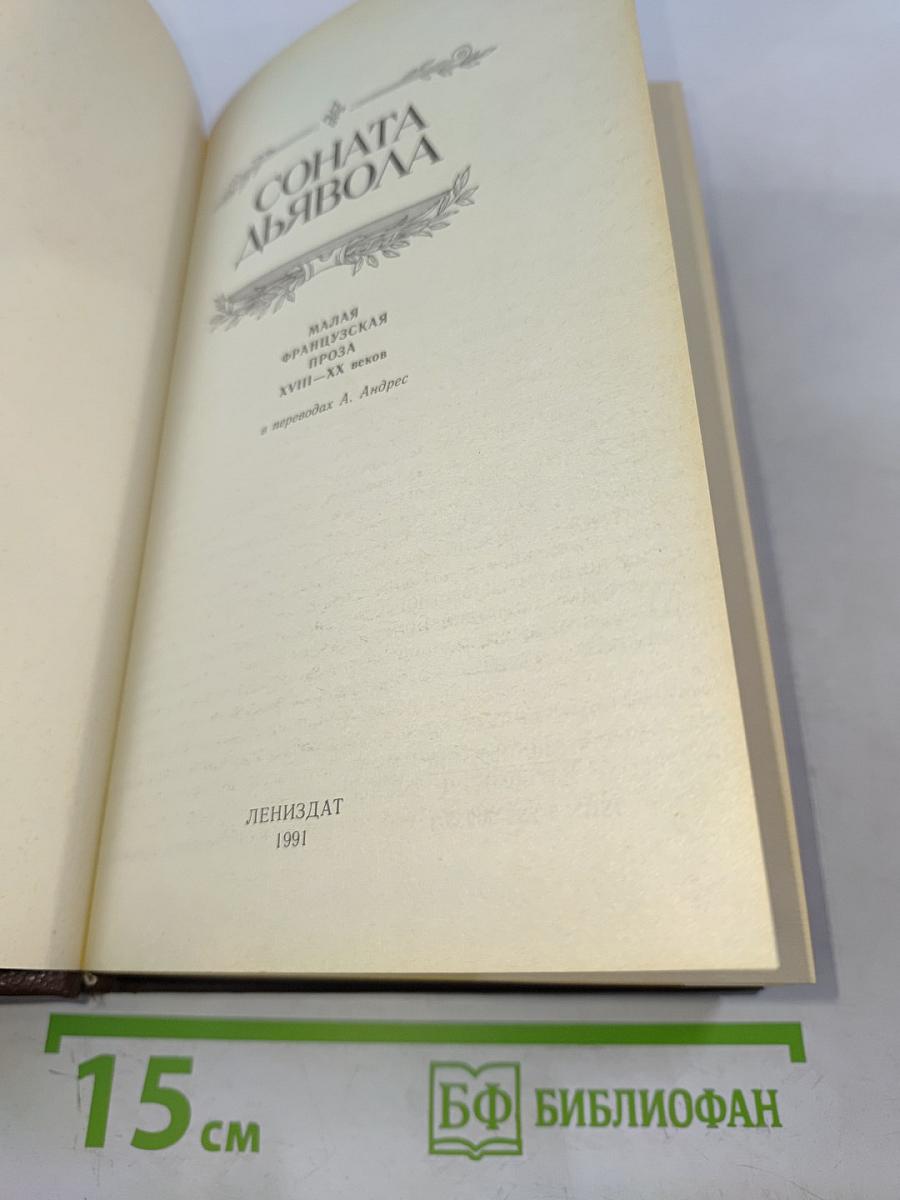 СОНАТА
ДЬЯВОЛА
МАЛАЯ
ФРАНЦУЗСКАЯ
ПРОЗА
XVIII—XX веков
в переводах А. Андрес
ЛЕНИЗДАТ
1991
15 см
БФ БИБЛИОФАН